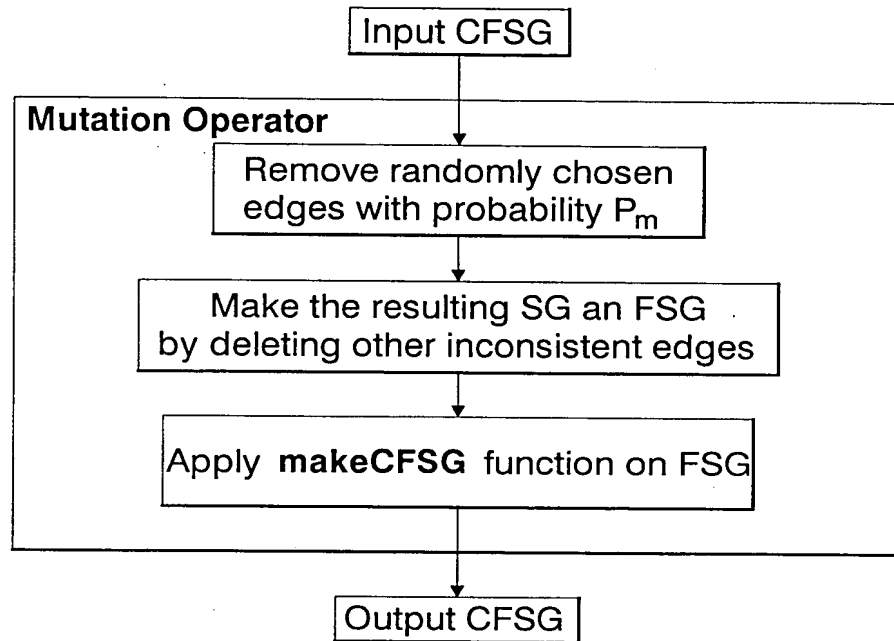 Input CFSG
Mutation Operator
Remove randomly chosen
edges with probability Pm
Make the resulting SG an FSG
by deleting other inconsistent edges
Apply makeCFSG function on FSG
Output CFSG